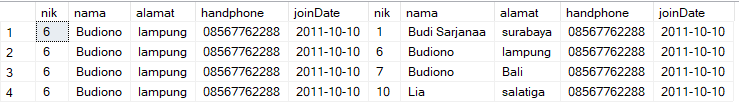 nik nama alamat handphone joinDate nik nama alamat handphone joinDate
1 6 Budiono lampung 08567762288 2011-10-10 1 Budi Sarjanaa surabaya 08567762288 2011-10-10
2 6 Budiono lampung 08567762288 2011-10-10 6 Budiono lampung 08567762288 2011-10-10
3 6 Budiono lampung 08567762288 2011-10-10 7 Budiono Bali 08567762288 2011-10-10
4 6 Budiono lampung 08567762288 2011-10-10 10 Lia salatiga 08567762288 2011-10-10